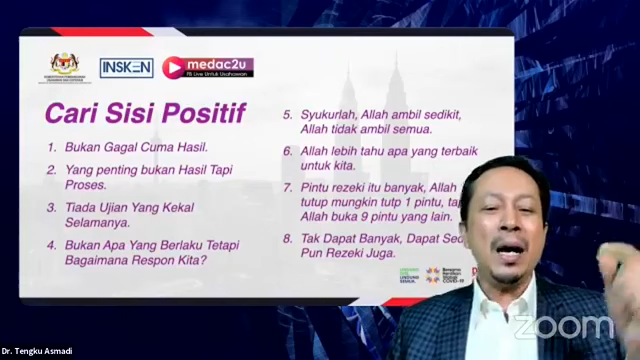 INSKEN
medac2u
FB Live Untuk Usahawan
Cari Sisi Positif
1. Bukan Gagal Cuma Hasil.
2. Yang penting bukan Hasil Tapi
Proses.
3. Tiada Ujian Yang Kekal
Selamanya.
4. Bukan Apa Yang Berlaku Tetapi
Bagaimana Respon Kita?
5. Syukurlah, Allah ambil sedikit,
Allah tidak ambil semua.
6. Allah lebih tahu apa yang terbaik
untuk kita.
7. Pintu rezeki itu banyak, Allah
tutup mungkin tutp 1 pintu,
Allah buka 9 pintu yang lain.
8. Tak Dapat Banyak, Dapat
Pun Rezeki Juga.
zoom
Dr. Tengku Asmadi